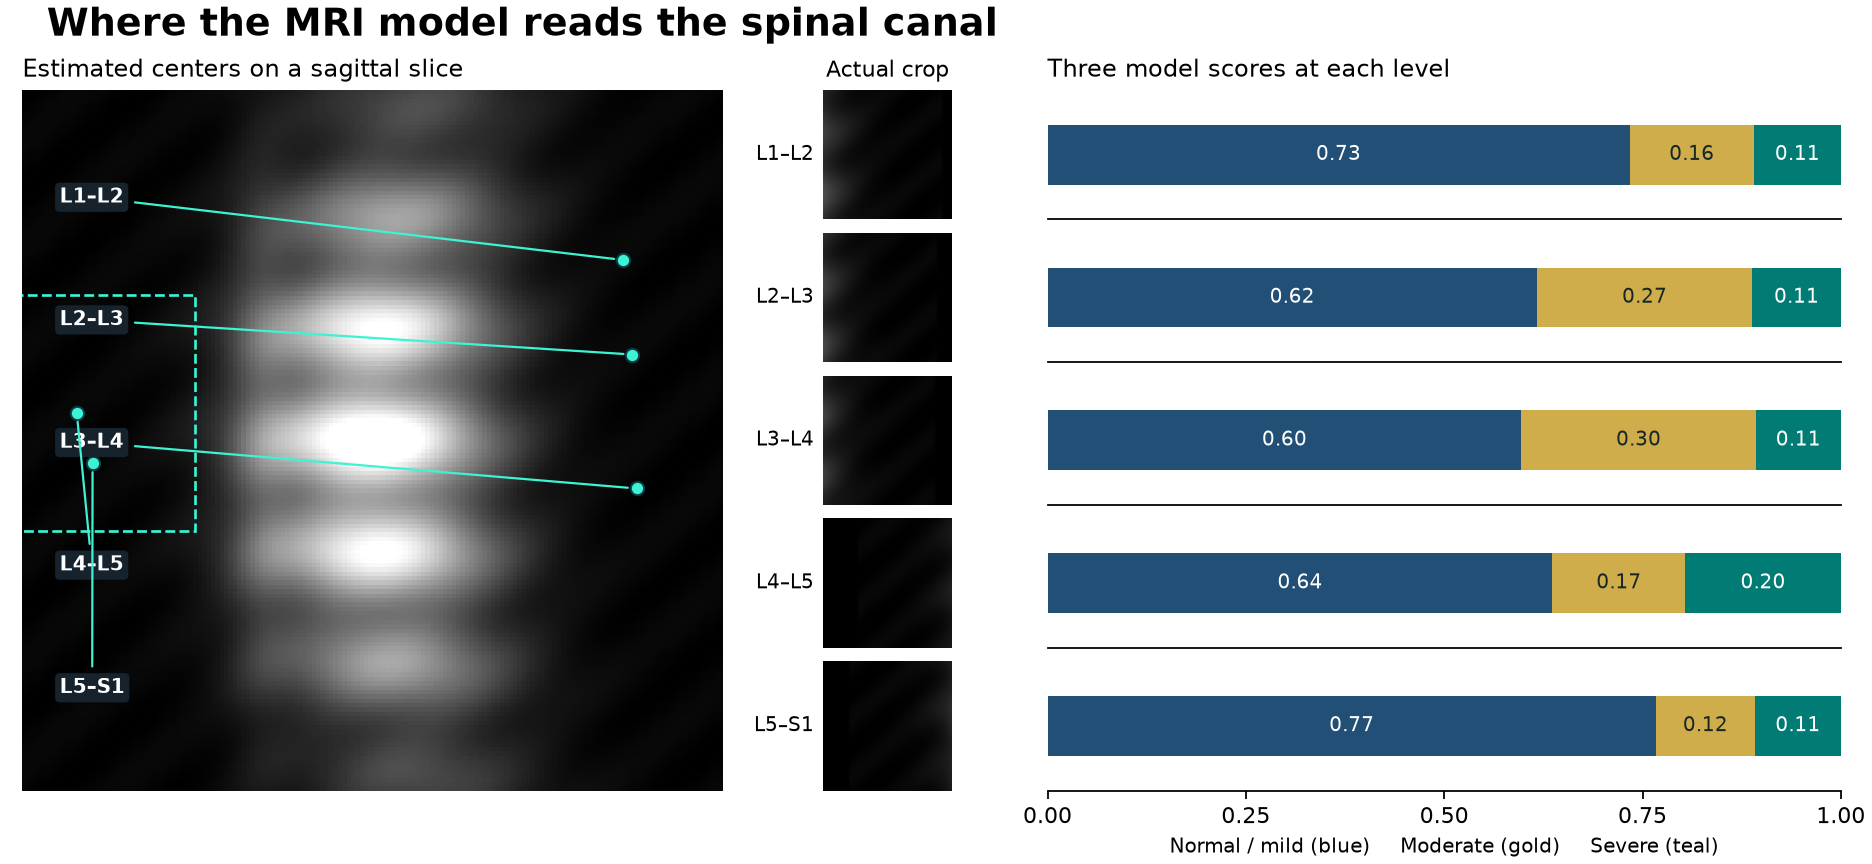 Where the MRI model reads the spinal canal
Estimated centers on a sagittal slice
L1–L2
L2–L3
L3–L4
L4–L5
L5–S1
Actual crop
L1–L2
L2–L3
L3–L4
L4–L5
L5–S1
Three model scores at each level
0.73 0.16 0.11
0.62 0.27 0.11
0.60 0.30 0.11
0.64 0.17 0.20
0.77 0.12 0.11
0.00 0.25 0.50 0.75 1.00
Normal / mild (blue) Moderate (gold) Severe (teal)